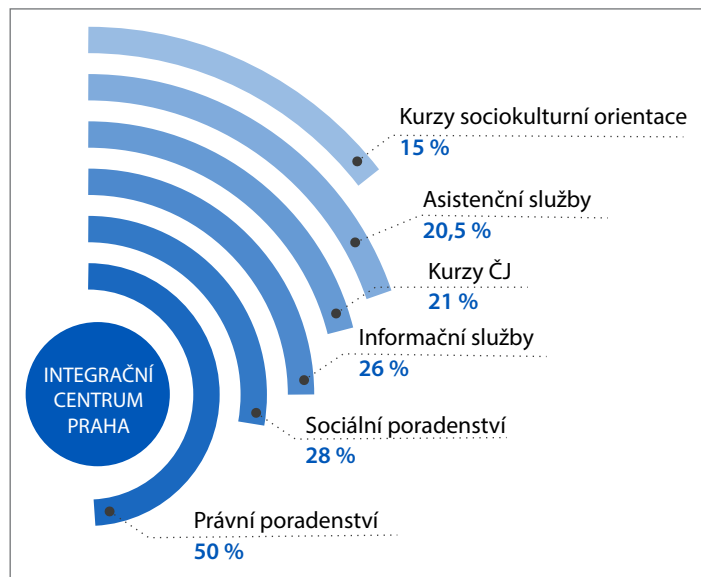 Kurzy sociokulturní orientace
15 %
Asistenční služby
20,5 %
Kurzy ČJ
21 %
Informační služby
26 %
INTEGRAČNÍ
CENTRUM
PRAHA
Sociální poradenství
28 %
Právní poradenství
50 %